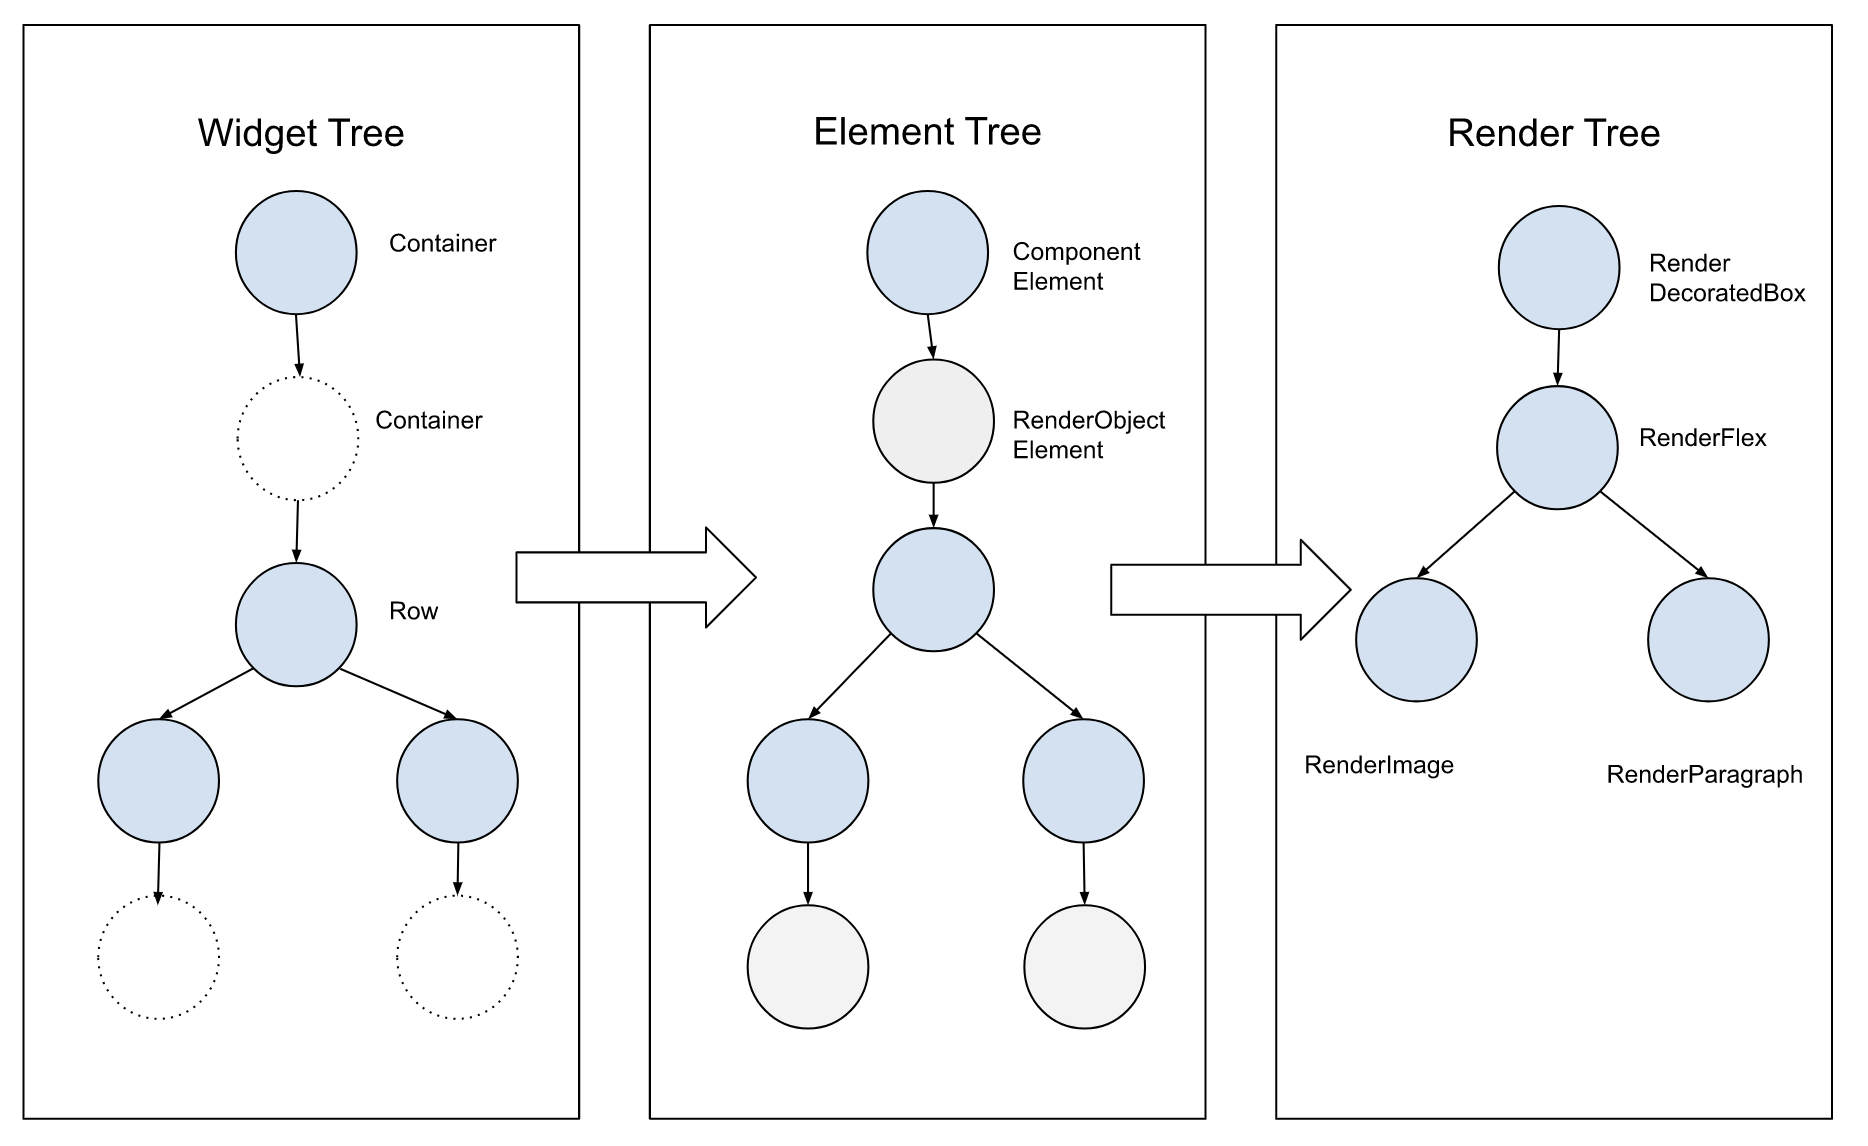 Widget Tree
Container
Container
Row
Element Tree
Component
Element
RenderObject
Element
Render Tree
Render
DecoratedBox
RenderFlex
RenderImage
RenderParagraph